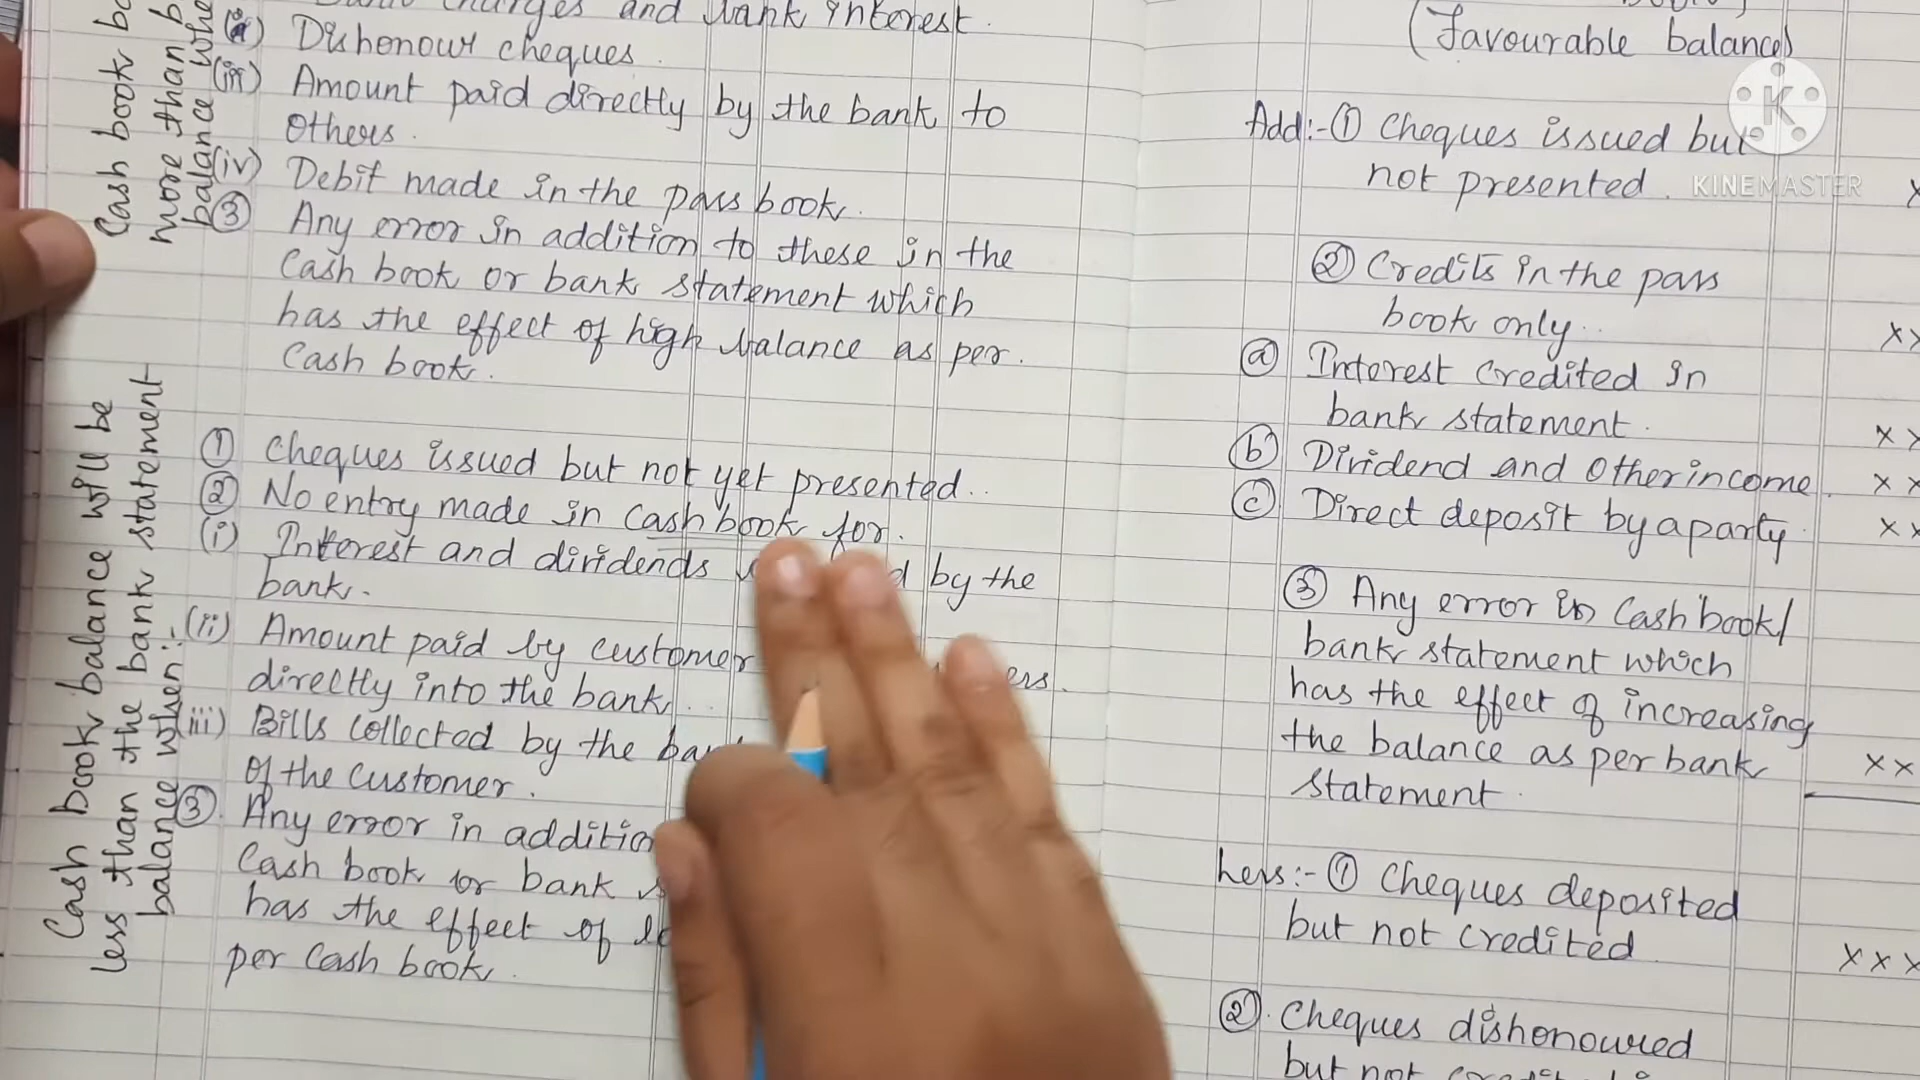 charges and bank interest.
(ii) Dishonour cheques.
(iii) Amount paid directly by the bank to
others.
(iv) Debit made in the pass book.
③ Any error in addition to these in the
Cash book or bank statement which
has the effect of high balance as per.
Cash book.
Cash book
more than
balance
① Cheques issued but not yet presented..
② No entry made in cash book for.
(i) Interest and dividends by the
bank.
(ii) Amount paid by customer
directly into the bank..
(iii) Bills collected by the
of the customer.
③. Any error in addition
Cash book or bank
has the effect of
per Cash book.
Cash book balance will be
less than the bank statement
balance when:
(favourable balance)
Add:- ① Cheques issued but
not presented.
② Credits in the pass
book only..
ⓐ Interest credited in
bank statement.
ⓑ Dividend and Other income.
ⓒ Direct deposit by a party.
③ Any error in Cash book/
bank statement which
has the effect of increasing
the balance as per bank
statement.
xx
Less:- ① Cheques deposited
but not credited
xxx
②. Cheques dishonoured
but not
KINEMASTER